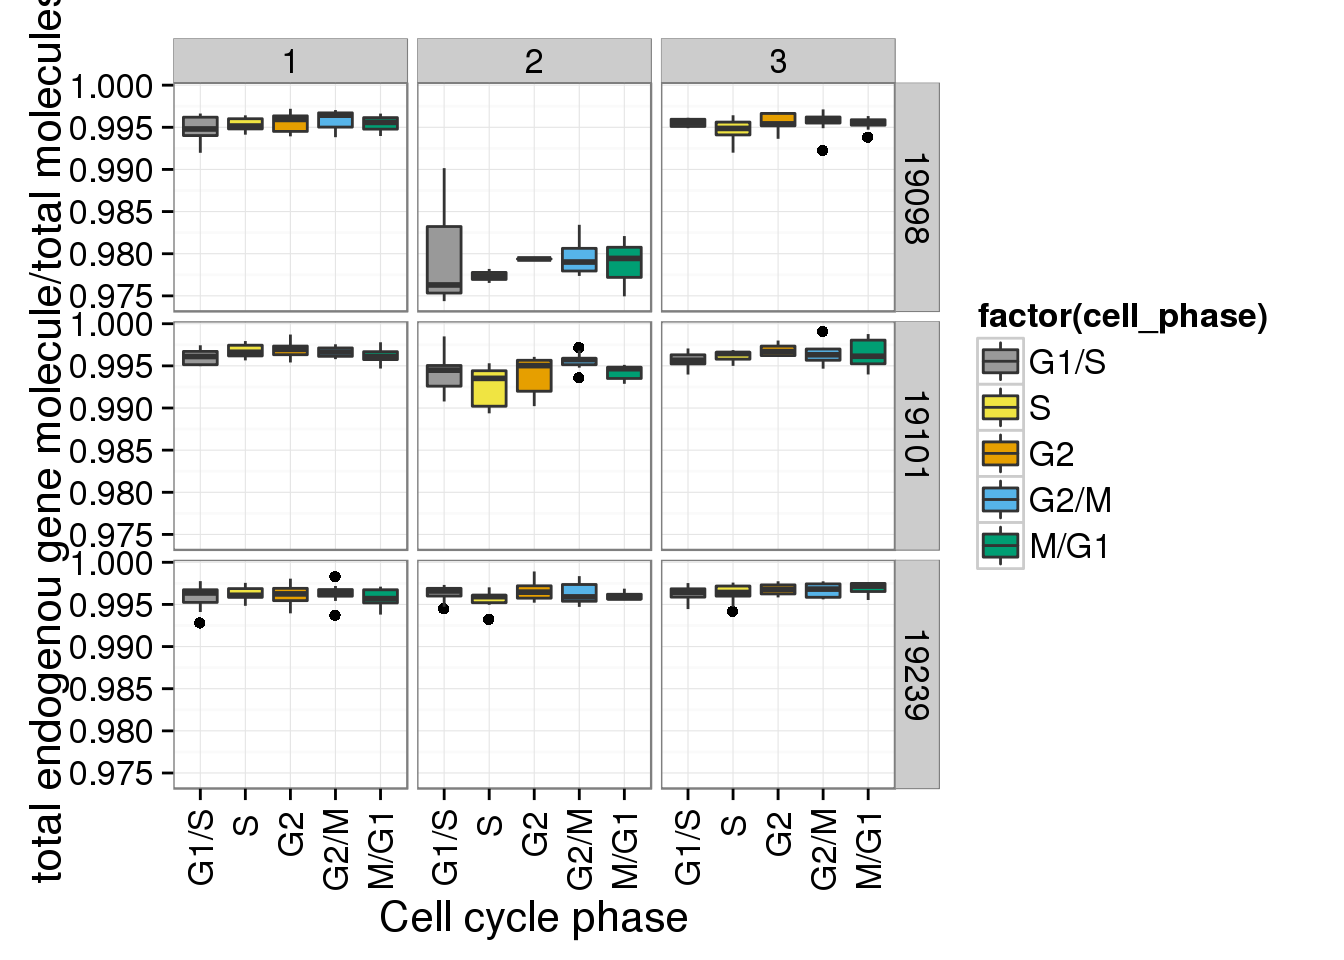 total endogenou gene molecule/total molecules
1 2 3
1.000
0.995
0.990
0.985
0.980
0.975
19098
1.000
0.995
0.990
0.985
0.980
0.975
19101
1.000
0.995
0.990
0.985
0.980
0.975
19239
G1/S S G2 G2/M M/G1 G1/S S G2 G2/M M/G1 G1/S S G2 G2/M M/G1
Cell cycle phase
factor(cell_phase)
G1/S
S
G2
G2/M
M/G1